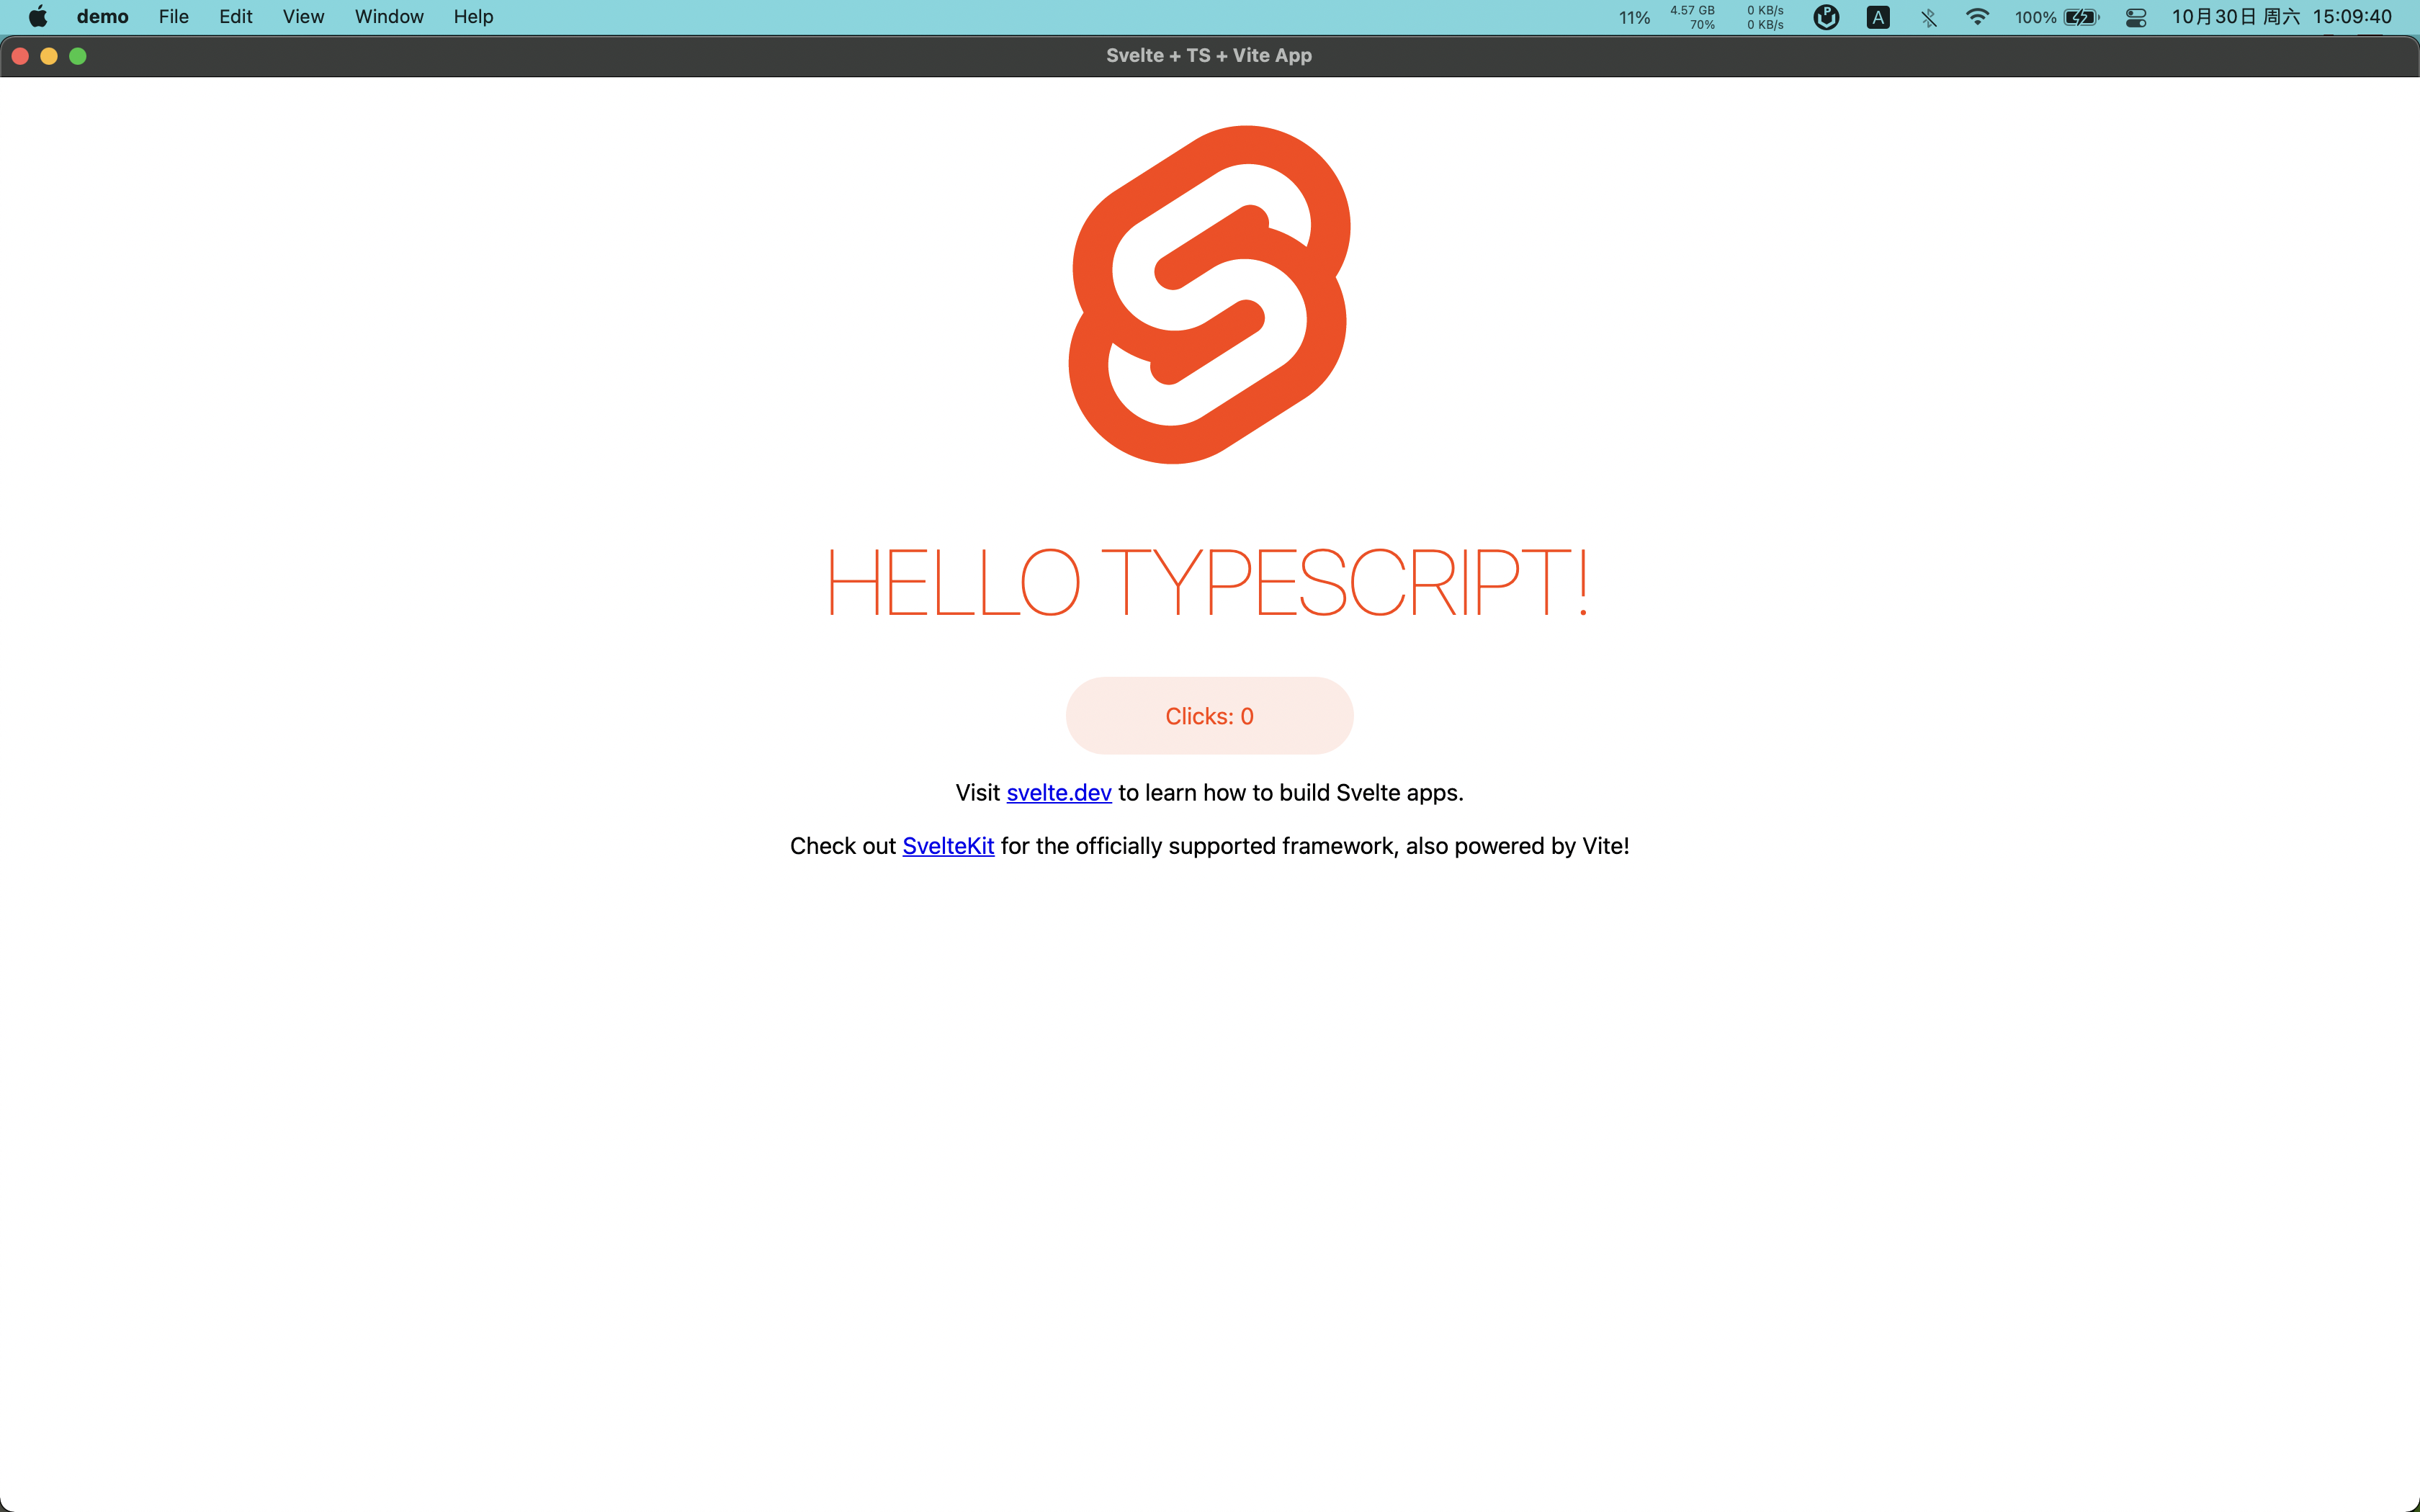 demo File Edit View Window Help 11% 4.57 GB 70% 0 KB/s 0 KB/s P A 100% 10月30日 周六 15:09:40
Svelte + TS + Vite App
HELLO TYPESCRIPT!
Clicks: 0
Visit svelte.dev to learn how to build Svelte apps.
Check out SvelteKit for the officially supported framework, also powered by Vite!